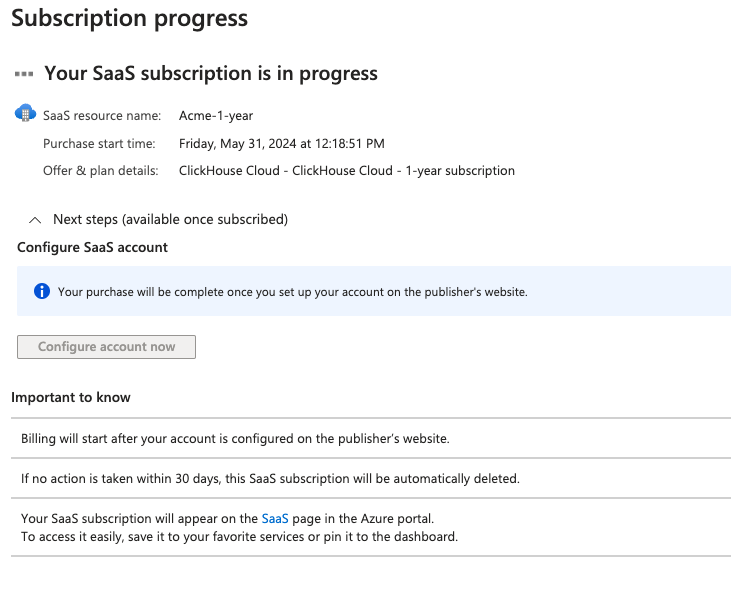 Subscription progress
Your SaaS subscription is in progress
SaaS resource name: Acme-1-year
Purchase start time: Friday, May 31, 2024 at 12:18:51 PM
Offer & plan details: ClickHouse Cloud - ClickHouse Cloud - 1-year subscription
Next steps (available once subscribed)
Configure SaaS account
Your purchase will be complete once you set up your account on the publisher's website.
Configure account now
Important to know
Billing will start after your account is configured on the publisher’s website.
If no action is taken within 30 days, this SaaS subscription will be automatically deleted.
Your SaaS subscription will appear on the SaaS page in the Azure portal.
To access it easily, save it to your favorite services or pin it to the dashboard.